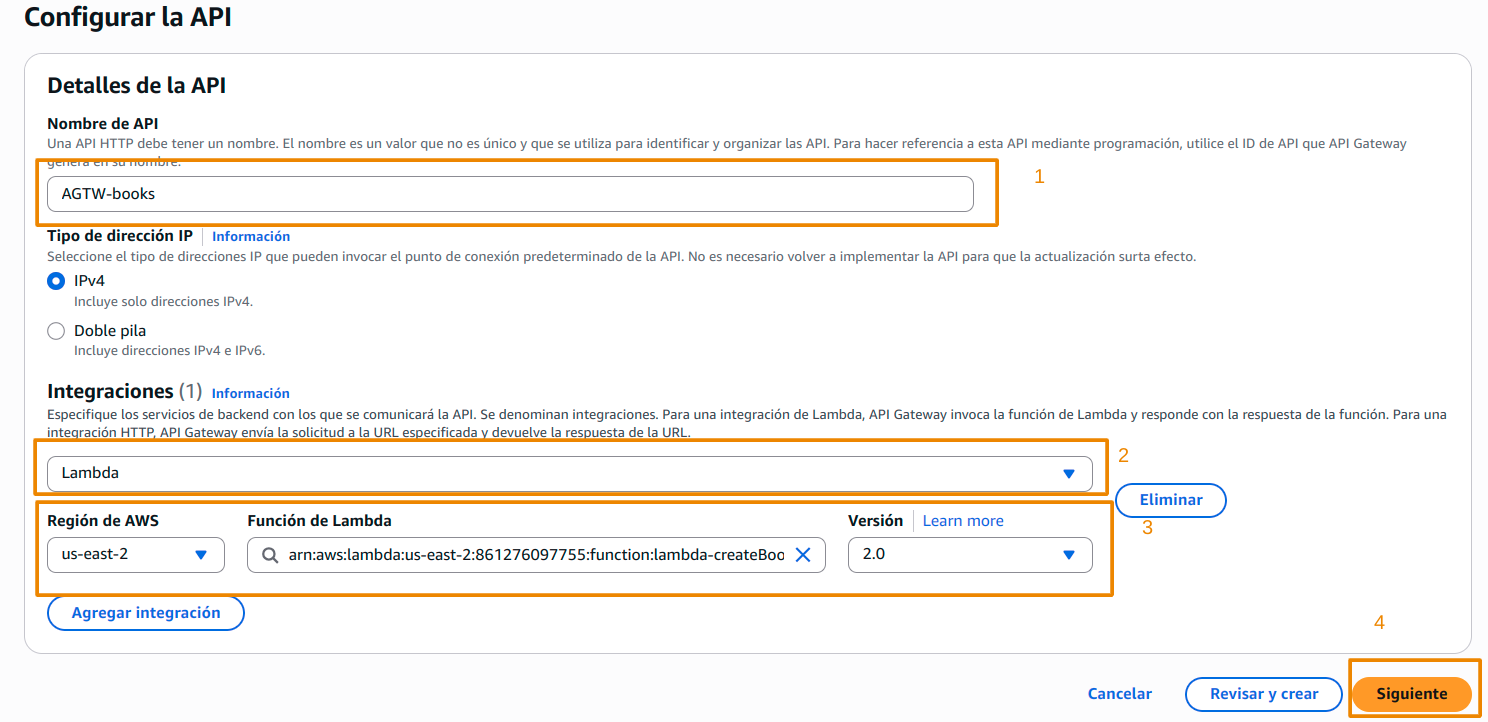 Configurar la API
Detalles de la API
Nombre de API
Una API HTTP debe tener un nombre. El nombre es un valor que no es único y que se utiliza para identificar y organizar las API. Para hacer referencia a esta API mediante programación, utilice el ID de API que API Gateway
genera en su nombre.
AGTW-books
1
Tipo de dirección IP Información
Seleccione el tipo de direcciones IP que pueden invocar el punto de conexión predeterminado de la API. No es necesario volver a implementar la API para que la actualización surta efecto.
IPv4
Incluye solo direcciones IPv4.
Doble pila
Incluye direcciones IPv4 e IPv6.
Integraciones (1) Información
Especifique los servicios de backend con los que se comunicará la API. Se denominan integraciones. Para una integración de Lambda, API Gateway invoca la función de Lambda y responde con la respuesta de la función. Para una
integración HTTP, API Gateway envía la solicitud a la URL especificada y devuelve la respuesta de la URL.
Lambda
2
Eliminar
Región de AWS Función de Lambda Versión Learn more
3
us-east-2 arn:aws:lambda:us-east-2:861276097755:function:lambda-createBoo 2.0
Agregar integración
4
Cancelar Revisar y crear Siguiente